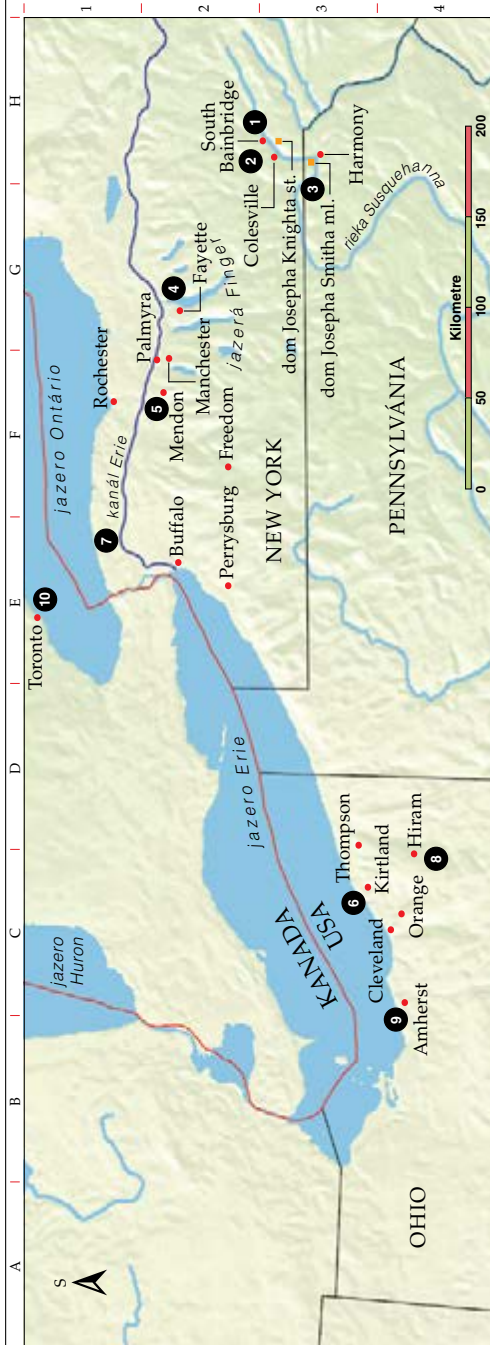 A
B
C
D
E
F
G
H
1
2
3
4
S
jazero
Huron
Toronto
10
jazero Ontário
7
kanál Erie
Rochester
Palmyra
5
Mendon
Manchester
4
Fayette
jazerá Finger
Buffalo
Perrysburg
Freedom
jazero Erie
KANADA
USA
NEW YORK
South
Bainbridge
1
2
Colesville
dom Josepha Knighta st.
3
dom Josepha Smitha ml.
Harmony
rieka Susquehanna
PENNSYLVÁNIA
Thompson
6
Kirtland
Cleveland
Orange
Hiram
8
9
Amherst
OHIO
Kilometre
0
50
100
150
200